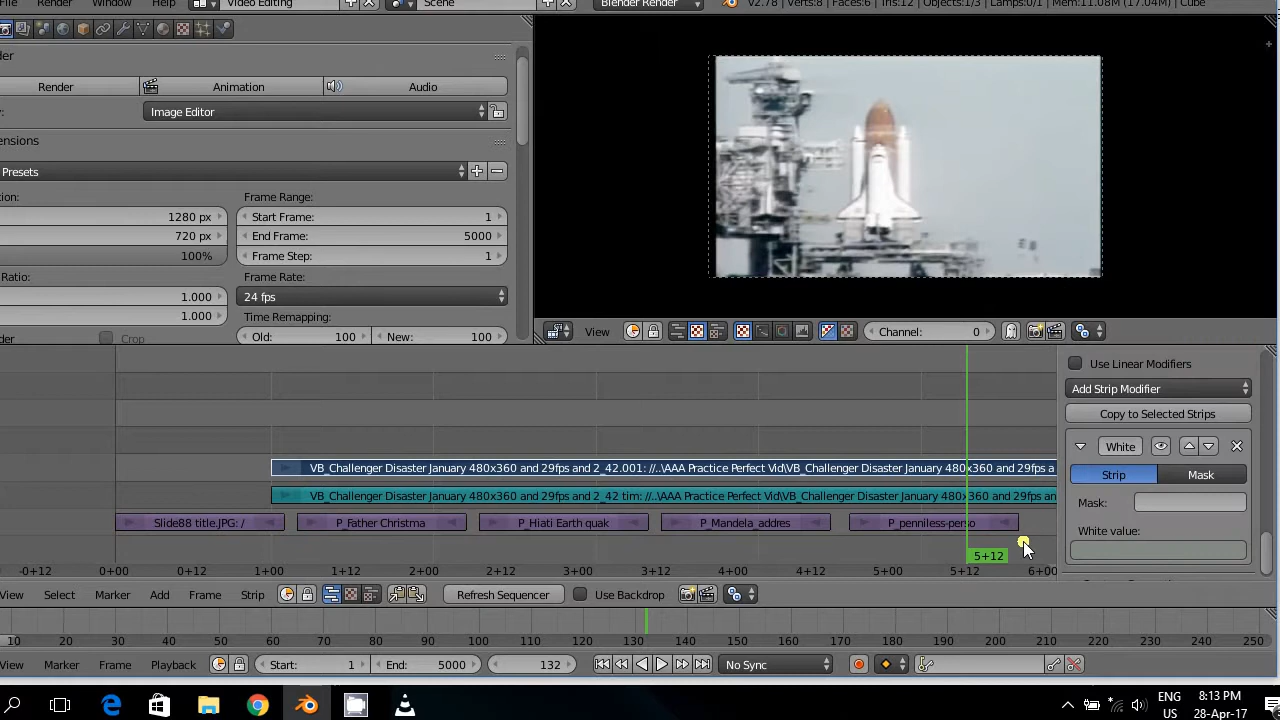 File Window Help Video Editing Scene Blender Render v2.78 | Verts:8 | Faces:6 | Tris:12 | Objects:1/3 | Lamps:0/1 | Mem:11.08M (17.04M) | Cube
der
Render Animation Audio
y: Image Editor
ensions
Presets
tion: Frame Range:
1280 px Start Frame: 1
720 px End Frame: 5000
100% Frame Step: 1
Ratio: Frame Rate:
1.000 24 fps
1.000 Time Remapping:
der Crop Old: 100 New: 100
View Channel: 0
Use Linear Modifiers
Add Strip Modifier
Copy to Selected Strips
White
Strip Mask
Mask:
White value:
VB_Challenger Disaster January 480x360 and 29fps and 2_42.001: //..\AAA Practice Perfect Vid\VB_Challenger Disaster January 480x360 and 29fps a
VB_Challenger Disaster January 480x360 and 29fps and 2_42 tim: //..\AAA Practice Perfect Vid\VB_Challenger Disaster January 480x360 and 29fps an
Slide88 title.JPG: / P_Father Christma P_Hiati Earth quak P_Mandela_addres P_penniless-perso
5+12
-0+12 0+00 0+12 1+00 1+12 2+00 2+12 3+00 3+12 4+00 4+12 5+00 5+12 6+00
View Select Marker Add Frame Strip Refresh Sequencer Use Backdrop
10 20 30 40 50 60 70 80 90 100 110 120 130 140 150 160 170 180 190 200 210 220 230 240 250
View Marker Frame Playback Start: 1 End: 5000 132 No Sync
ENG 8:13 PM
US 28-Apr-17